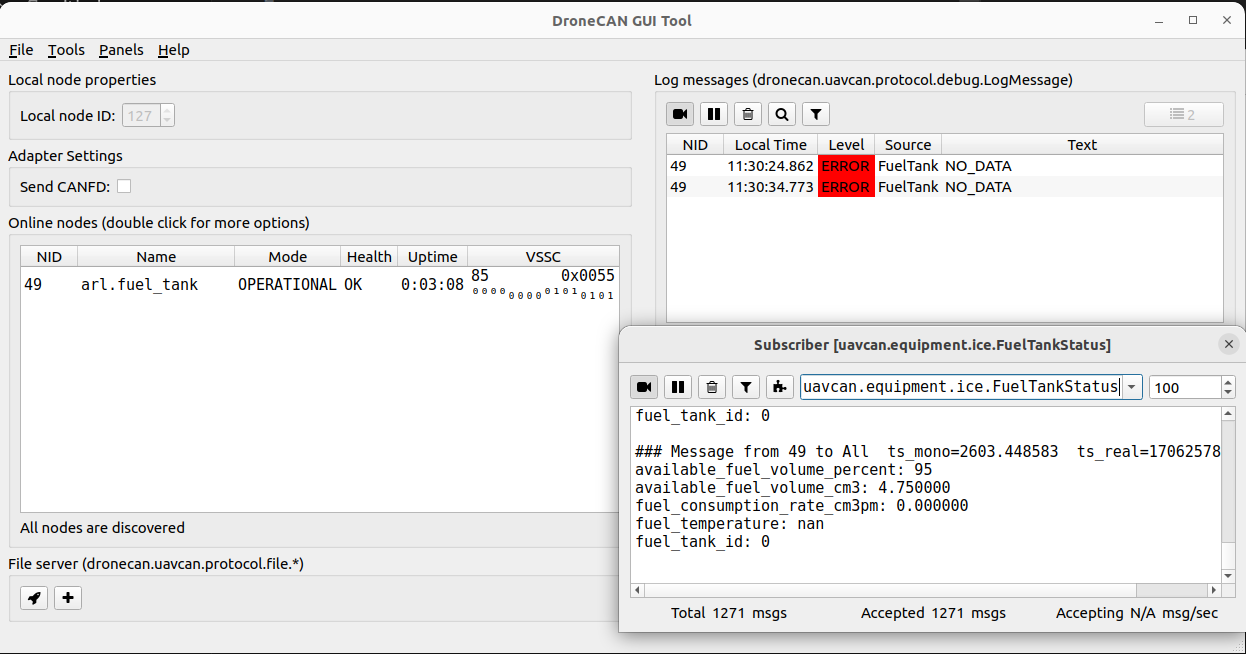 DroneCAN GUI Tool
File Tools Panels Help
Local node properties
Local node ID: 127
Adapter Settings
Send CANFD:
Online nodes (double click for more options)
NID Name Mode Health Uptime VSSC
49 arl.fuel_tank OPERATIONAL OK 0:03:08 85 0x0055
0000 0000 0101 0101
All nodes are discovered
File server (dronecan.uavcan.protocol.file.*)
Log messages (dronecan.uavcan.protocol.debug.LogMessage)
2
NID Local Time Level Source Text
49 11:30:24.862 ERROR FuelTank NO_DATA
49 11:30:34.773 ERROR FuelTank NO_DATA
Subscriber [uavcan.equipment.ice.FuelTankStatus]
uavcan.equipment.ice.FuelTankStatus 100
fuel_tank_id: 0
### Message from 49 to All ts_mono=2603.448583 ts_real=17062578
available_fuel_volume_percent: 95
available_fuel_volume_cm3: 4.750000
fuel_consumption_rate_cm3pm: 0.000000
fuel_temperature: nan
fuel_tank_id: 0
Total 1271 msgs Accepted 1271 msgs Accepting N/A msg/sec